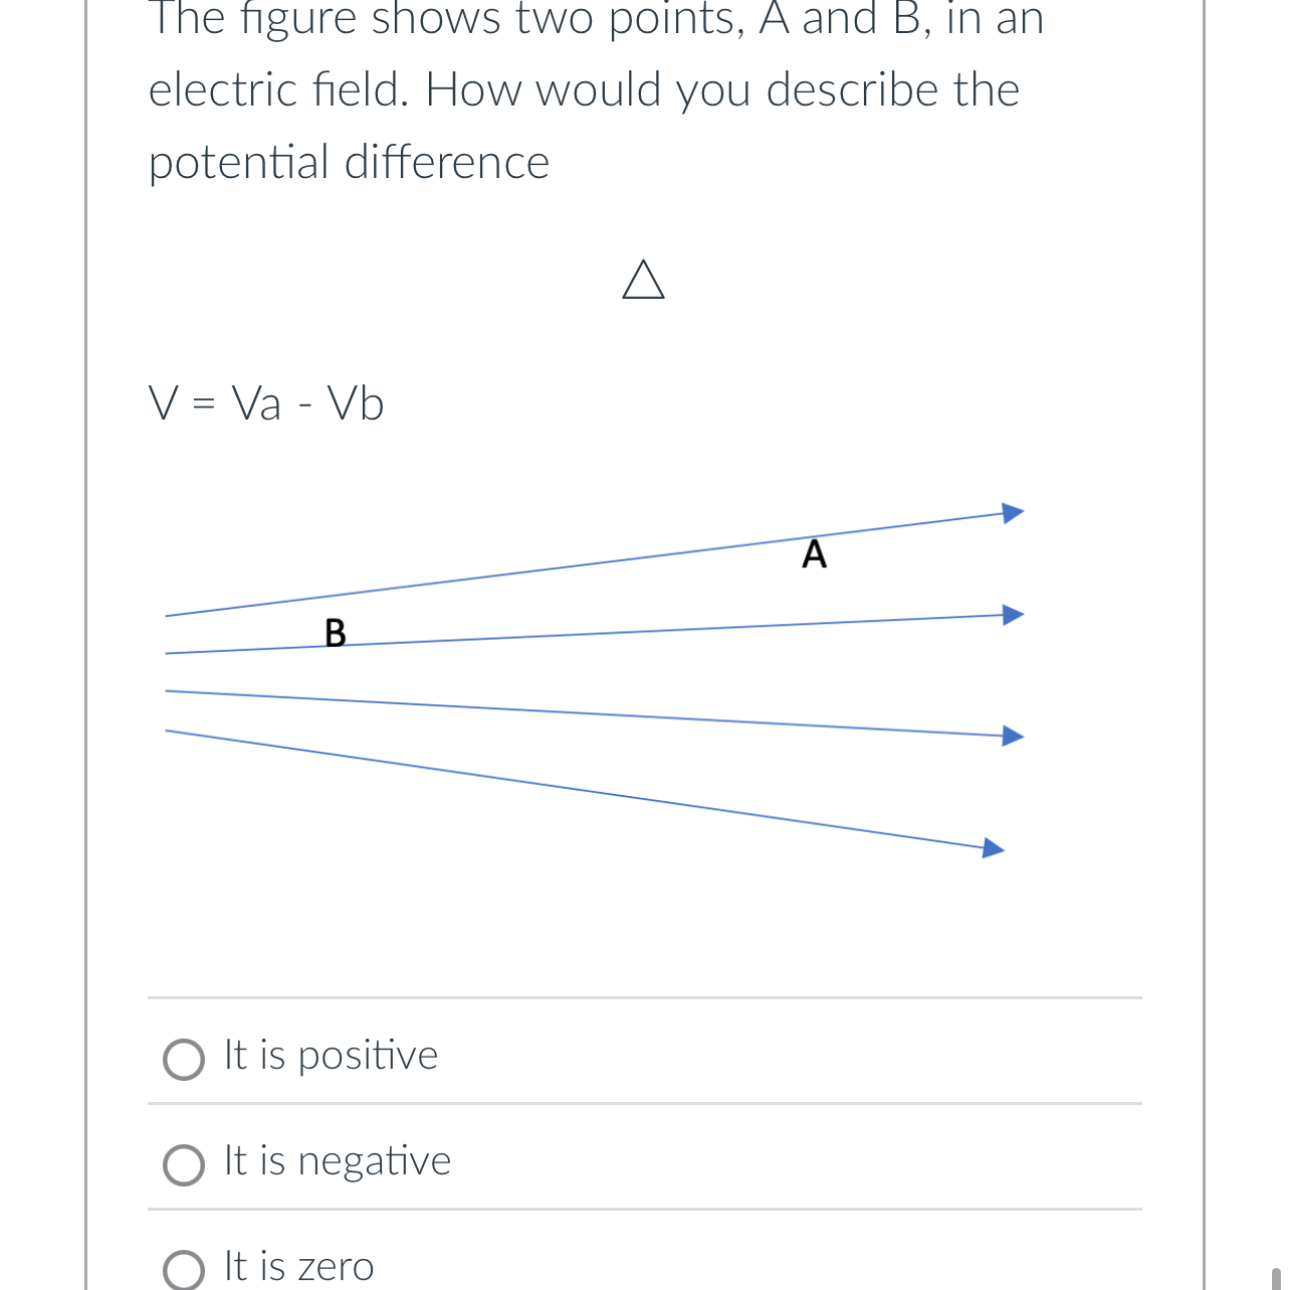 The figure shows two points, A and B, in an
electric field. How would you describe the
potential difference
△
V = Va - Vb
A
B
It is positive
It is negative
It is zero